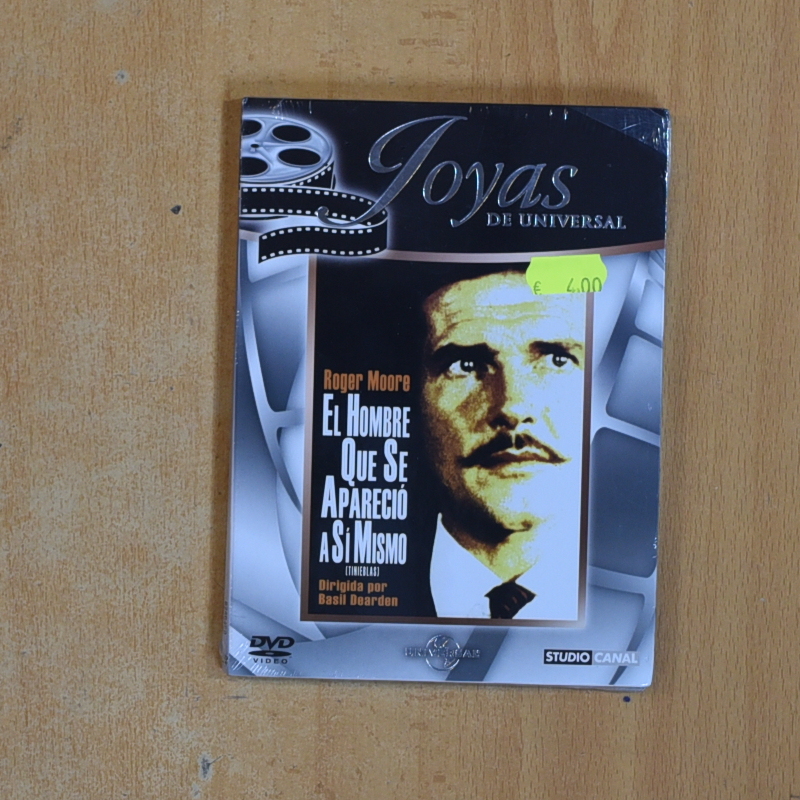 Joyas
DE UNIVERSAL
€ 4.00
Roger Moore
EL HOMBRE
QUE SE
APARECIÓ
A SÍ MISMO
(TINIEBLAS)
Dirigida por
Basil Dearden
DVD
VIDEO
UNIVERSAL
STUDIO CANAL